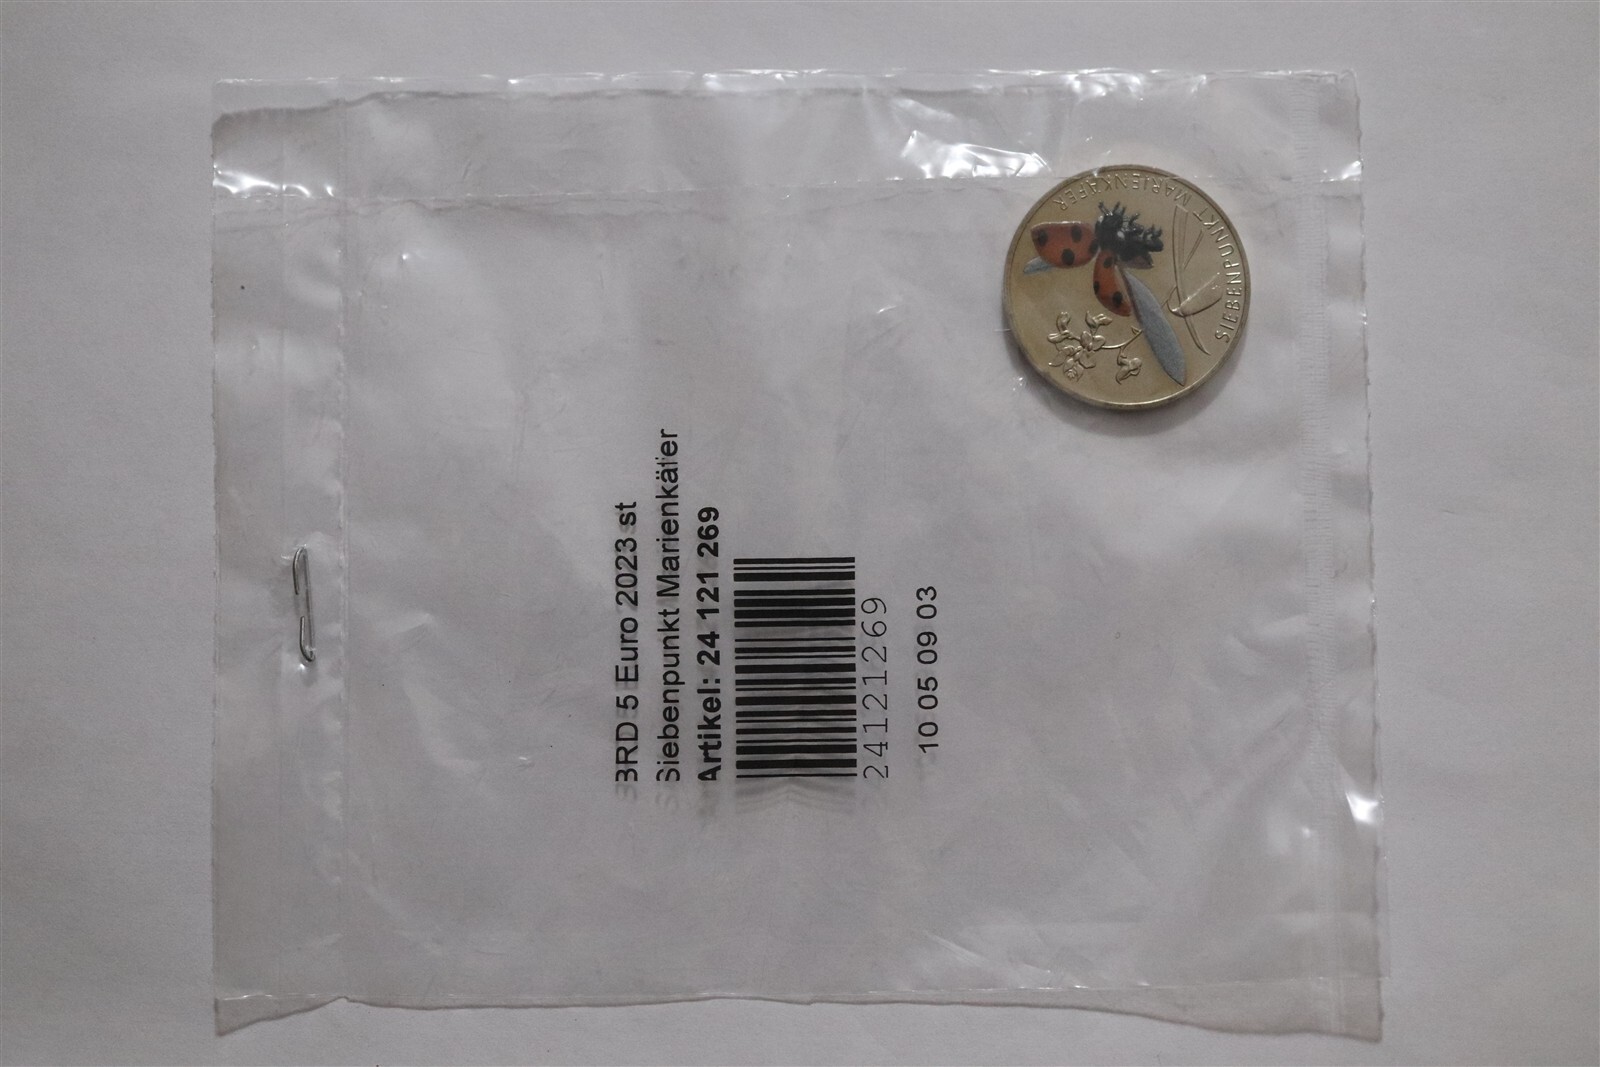 BRD 5 Euro 2023 st
Siebenpunkt Marienkäfer
Artikel: 24 121 269
24121269
10 05 09 03
SIEBENPUNKT MARIENKÄFER